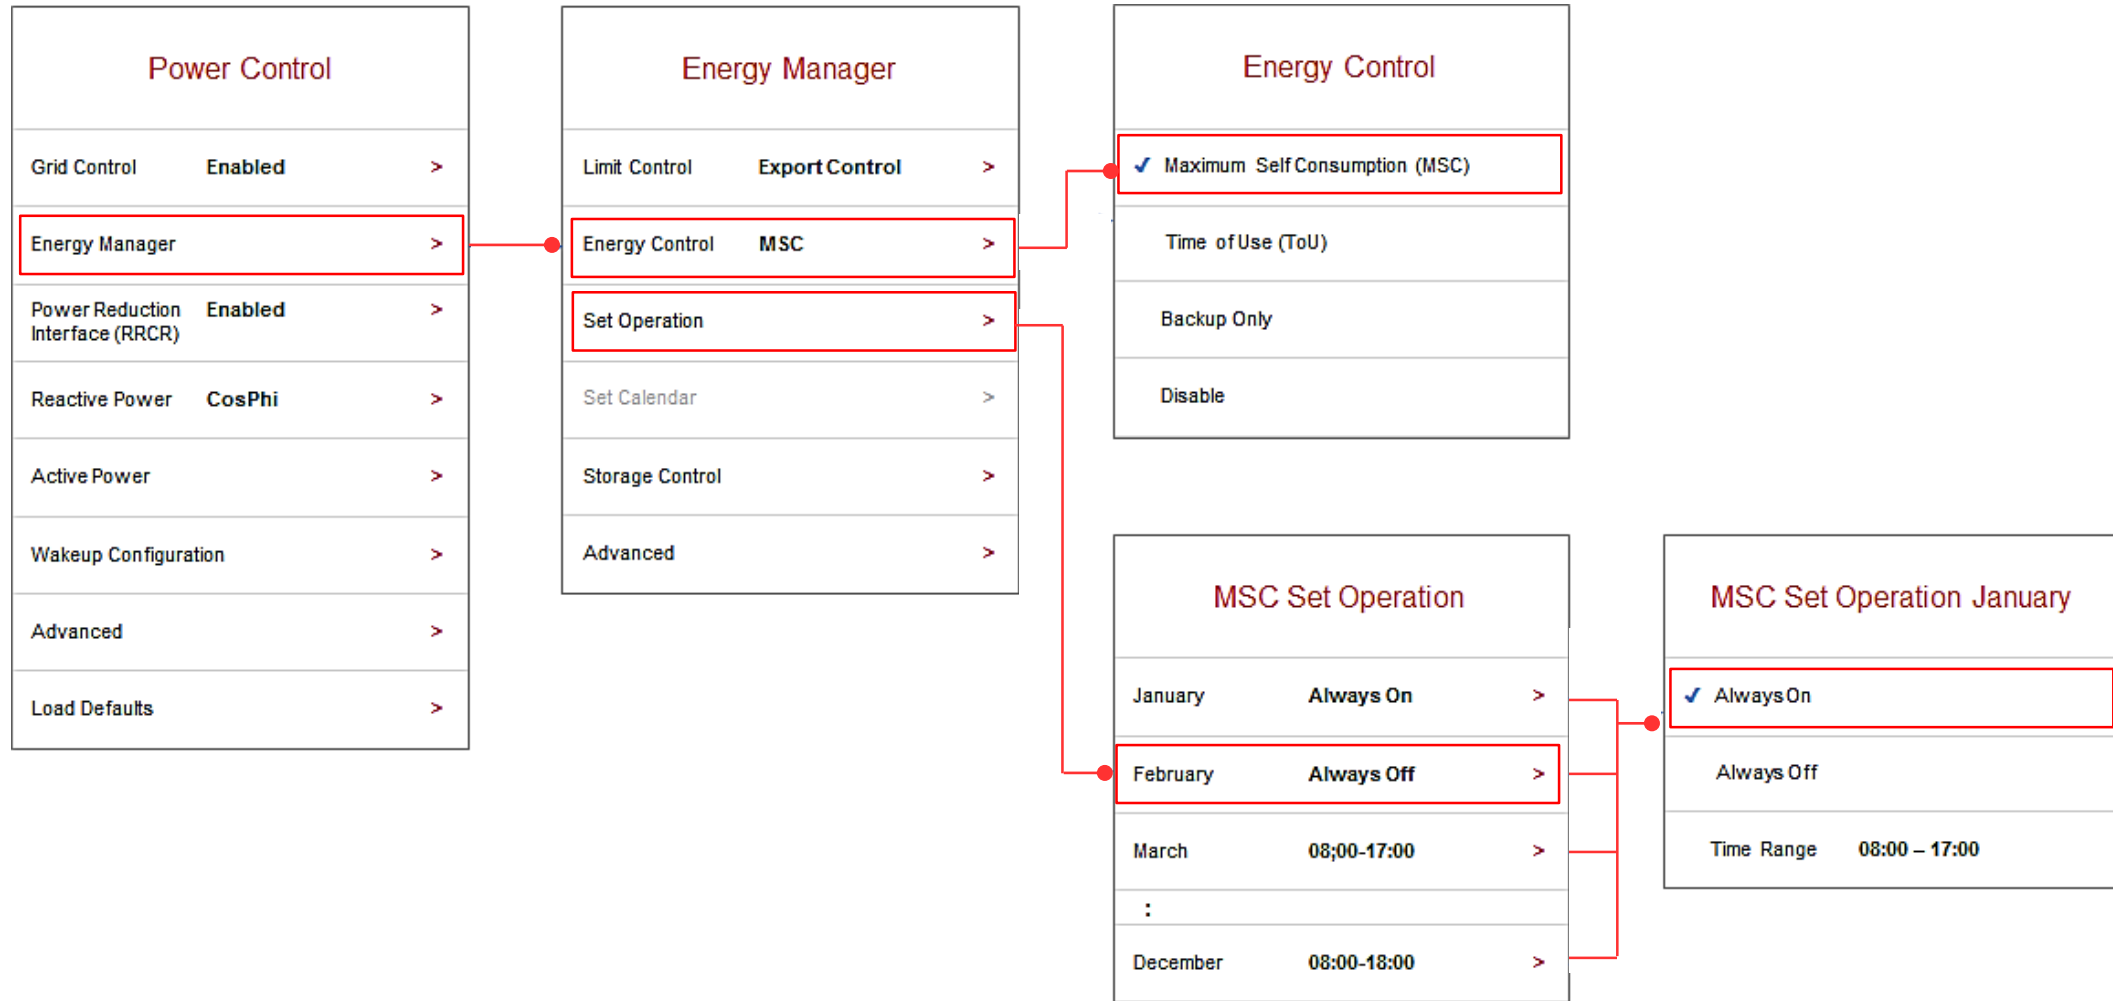 Power Control
Grid Control Enabled >
Energy Manager >
Power Reduction Enabled >
Interface (RRCR)
Reactive Power CosPhi >
Active Power >
Wakeup Configuration >
Advanced >
Load Defaults >
Energy Manager
Limit Control Export Control >
Energy Control MSC >
Set Operation >
Set Calendar >
Storage Control >
Advanced >
Energy Control
✓ Maximum Self Consumption (MSC)
Time of Use (ToU)
Backup Only
Disable
MSC Set Operation
January Always On >
February Always Off >
March 08;00-17:00 >
:
December 08:00-18:00 >
MSC Set Operation January
✓ Always On
Always Off
Time Range 08:00 – 17:00